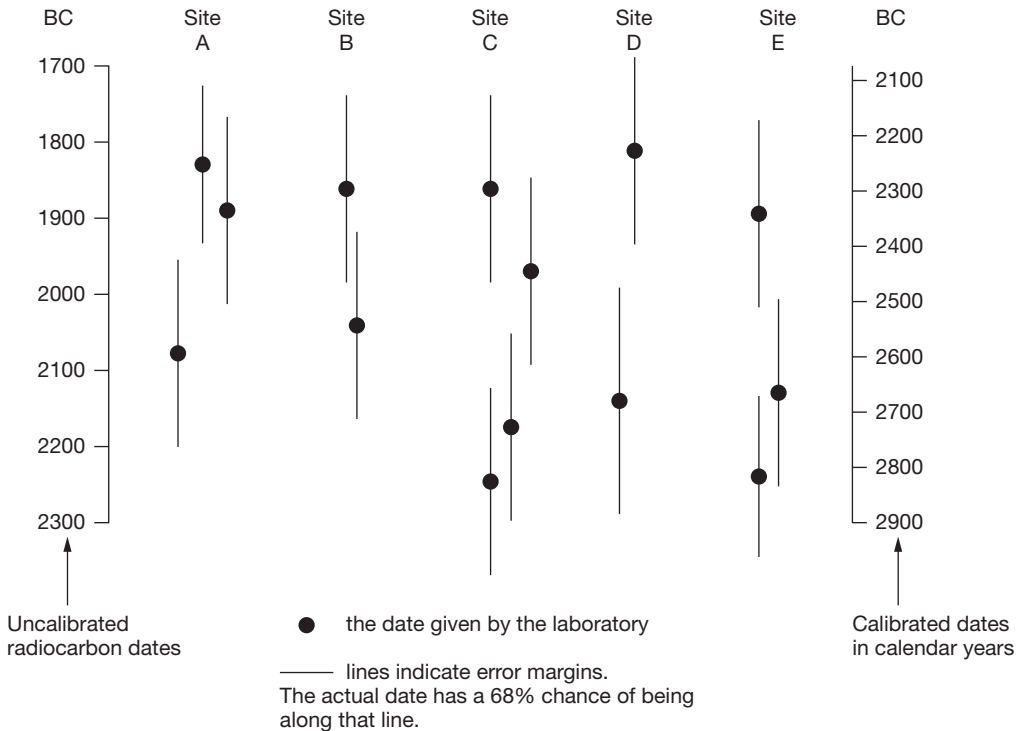 BC
Site
A
Site
B
Site
C
Site
D
Site
E
BC
1700
1800
1900
2000
2100
2200
2300
2100
2200
2300
2400
2500
2600
2700
2800
2900
Uncalibrated
radiocarbon dates
the date given by the laboratory
lines indicate error margins.
The actual date has a 68% chance of being
along that line.
Calibrated dates
in calendar years